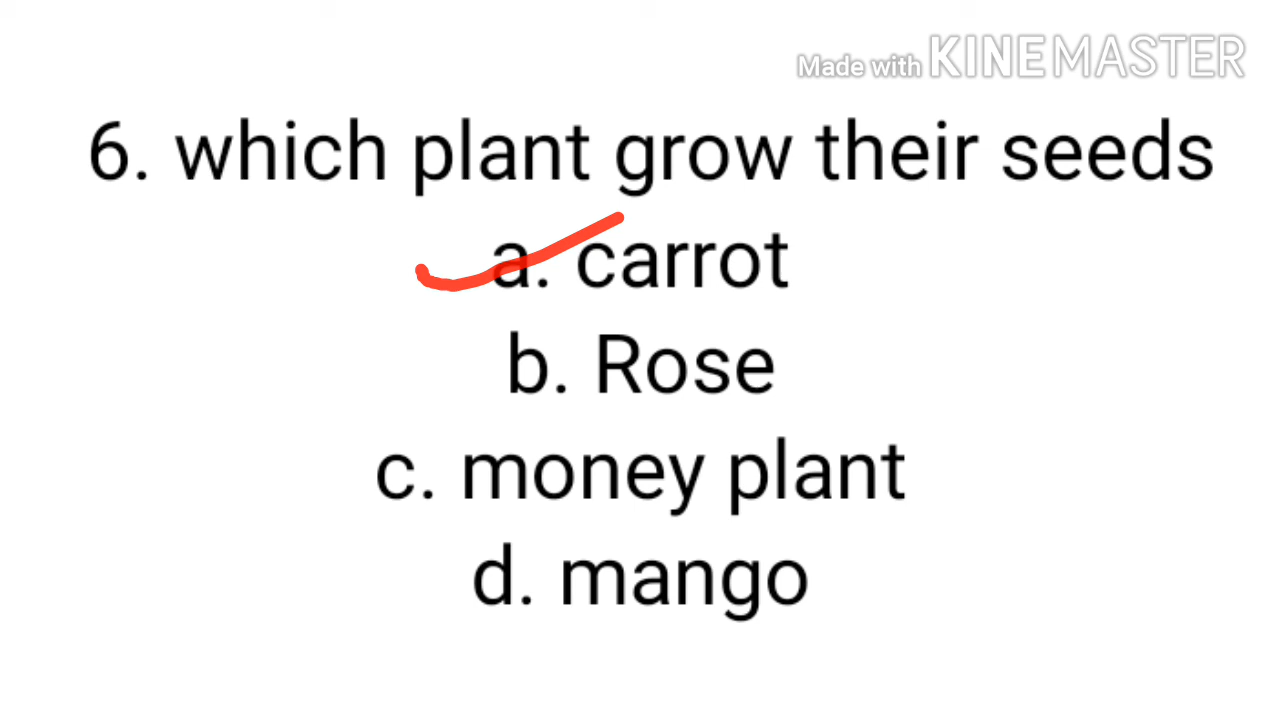 Made with KINEMASTER
6. which plant grow their seeds
a. carrot
b. Rose
c. money plant
d. mango